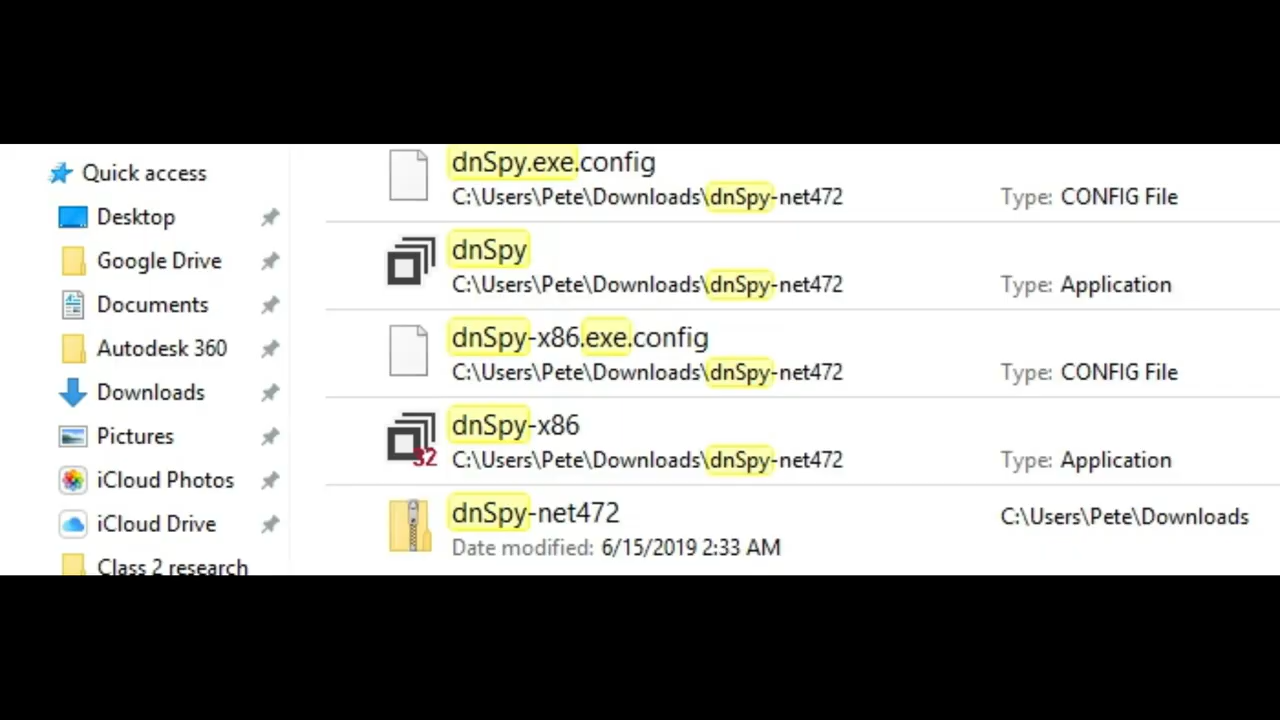 Quick access
Desktop
Google Drive
Documents
Autodesk 360
Downloads
Pictures
iCloud Photos
iCloud Drive
Class 2 research
dnSpy.exe.config
C:\Users\Pete\Downloads\dnSpy-net472
Type: CONFIG File
dnSpy
C:\Users\Pete\Downloads\dnSpy-net472
Type: Application
dnSpy-x86.exe.config
C:\Users\Pete\Downloads\dnSpy-net472
Type: CONFIG File
32
dnSpy-x86
C:\Users\Pete\Downloads\dnSpy-net472
Type: Application
dnSpy-net472
C:\Users\Pete\Downloads
Date modified: 6/15/2019 2:33 AM